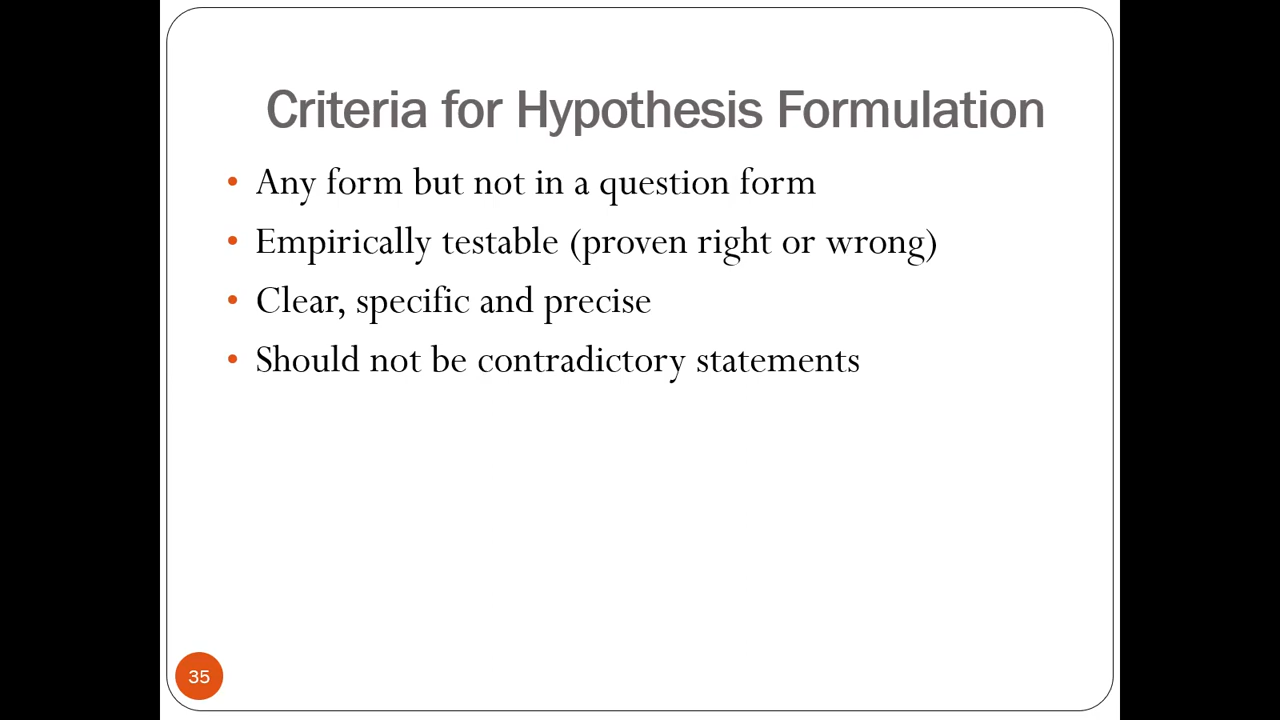 Criteria for Hypothesis Formulation
• Any form but not in a question form
• Empirically testable (proven right or wrong)
• Clear, specific and precise
• Should not be contradictory statements
35